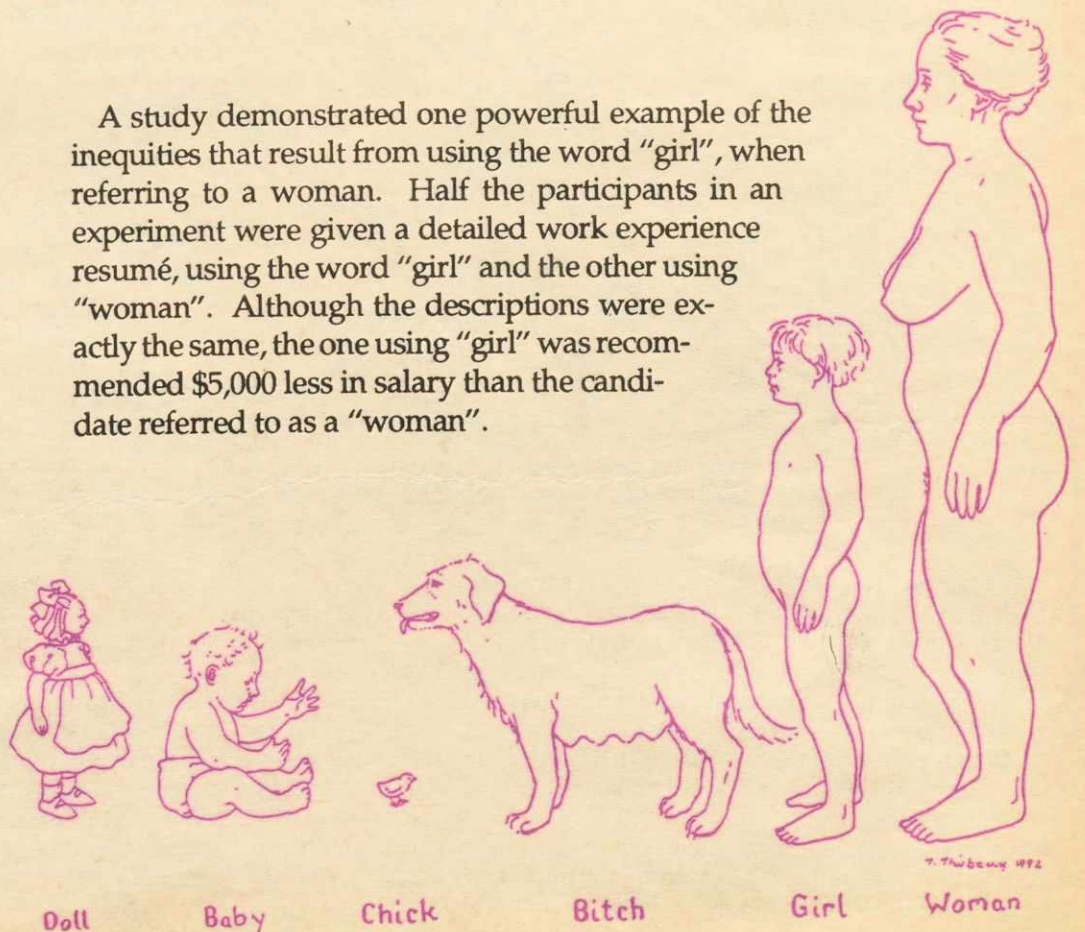 A study demonstrated one powerful example of the
inequities that result from using the word "girl", when
referring to a woman. Half the participants in an
experiment were given a detailed work experience
resumé, using the word "girl" and the other using
"woman". Although the descriptions were ex-
actly the same, the one using "girl" was recom-
mended $5,000 less in salary than the candi-
date referred to as a "woman".
Doll Baby Chick Bitch Girl Woman